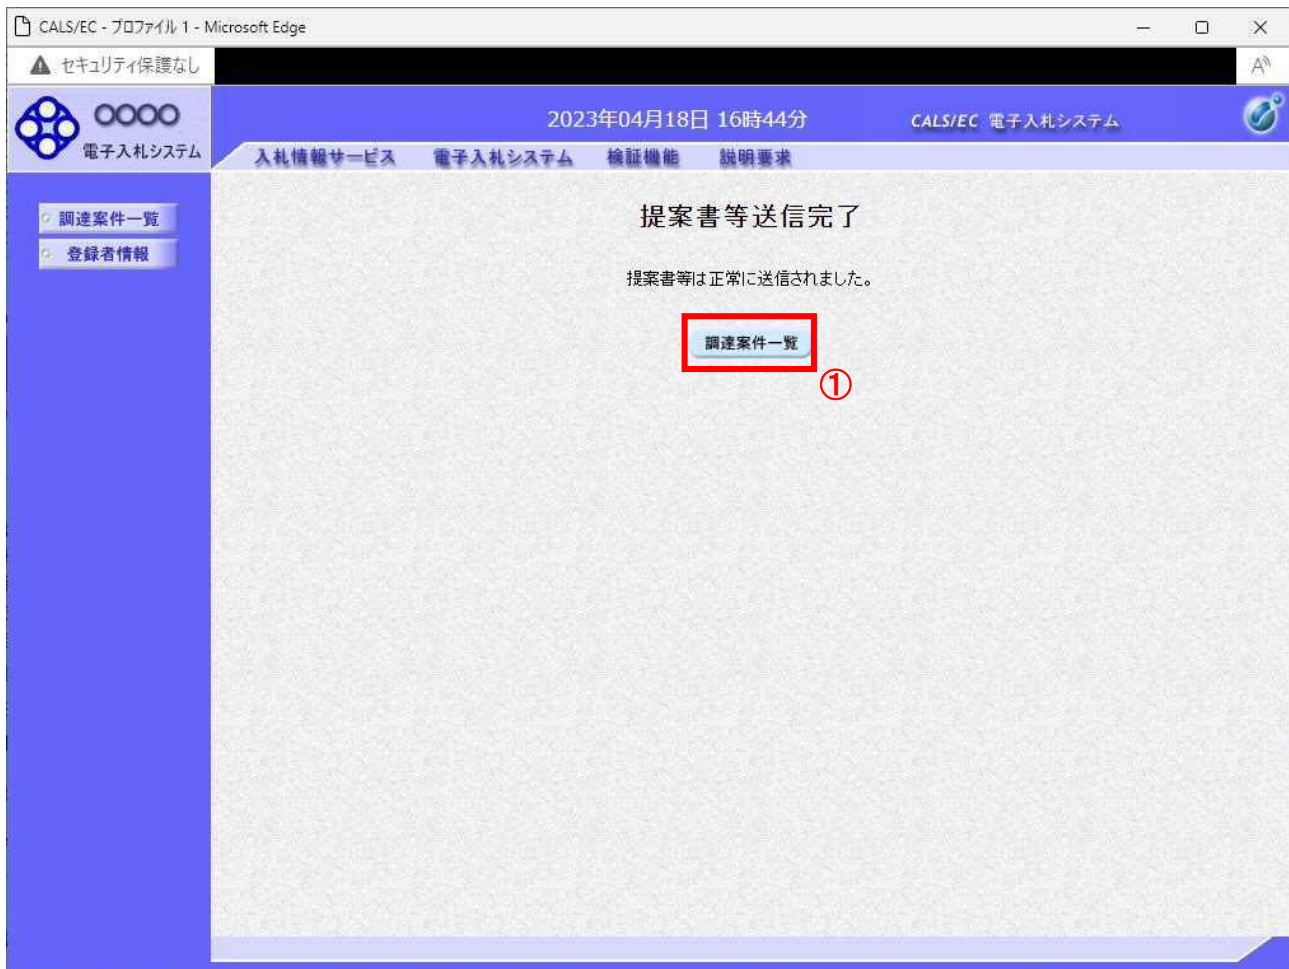 CALS/EC - プロファイル 1 - Microsoft Edge
セキュリティ保護なし
OOOO
電子入札システム
2023年04月18日 16時44分
CALS/EC 電子入札システム
入札情報サービス 電子入札システム 検証機能 説明要求
調達案件一覧
登録者情報
提案書等送信完了
提案書等は正常に送信されました。
調達案件一覧
①